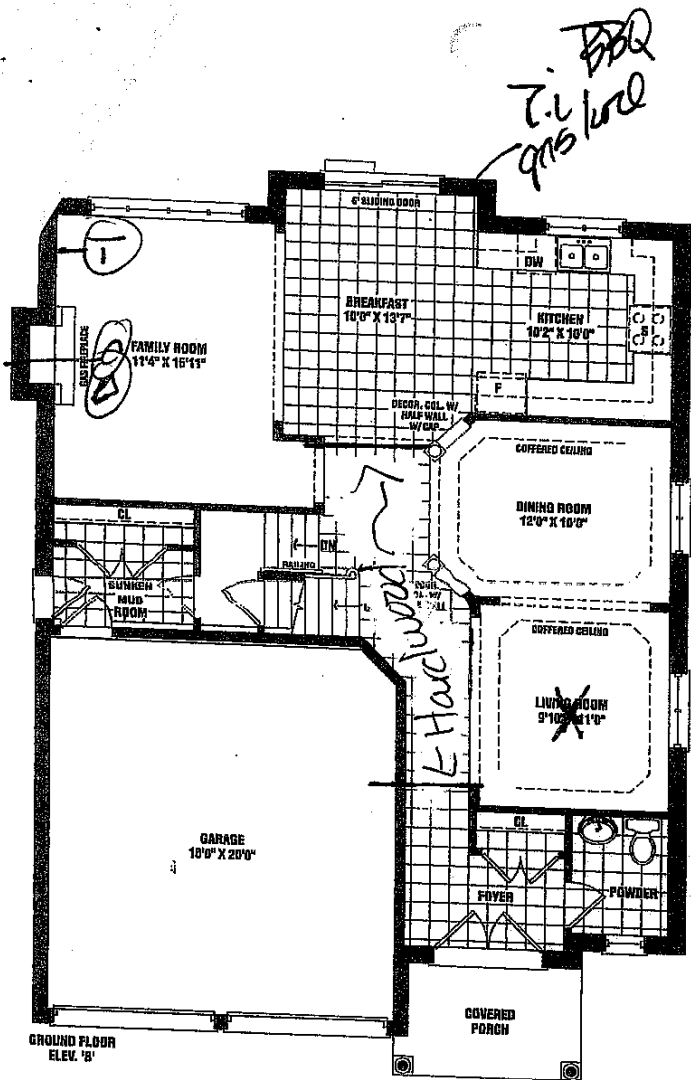 BBQ
gas
6' SLIDING DOOR
DW
BREAKFAST
10'0" X 13'7"
KITCHEN
10'2" X 10'0"
S
GAS FIREPLACE
FAMILY ROOM
11'4" X 15'11"
F
DECOR. COL. W/
HALF WALL
W/ CAP
COFFERED CEILING
DINING ROOM
12'0" X 10'0"
CL
DN
RAILING
SUNKEN
MUD
ROOM
Hardwood
COFFERED CEILING
LIVING ROOM
CL
GARAGE
18'0" X 20'0"
FOYER
POWDER
COVERED
PORCH
GROUND FLOOR
ELEV. 'B'